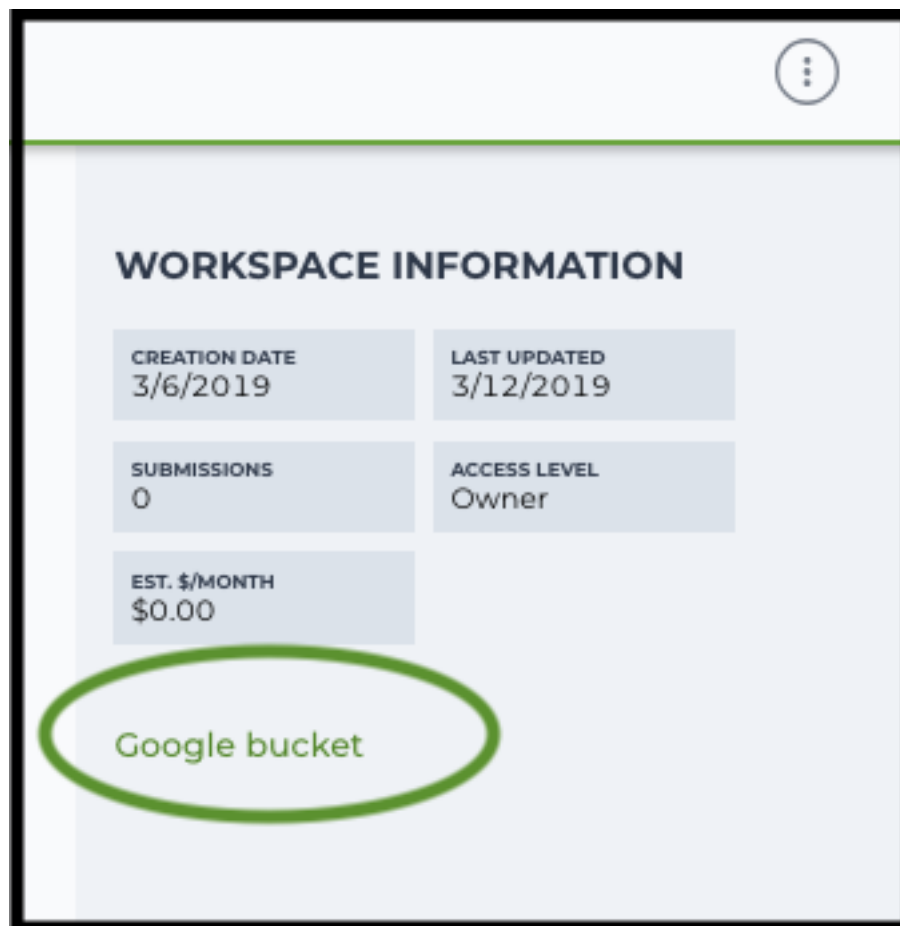 WORKSPACE INFORMATION
CREATION DATE
3/6/2019
LAST UPDATED
3/12/2019
SUBMISSIONS
0
ACCESS LEVEL
Owner
EST. $/MONTH
$0.00
Google bucket